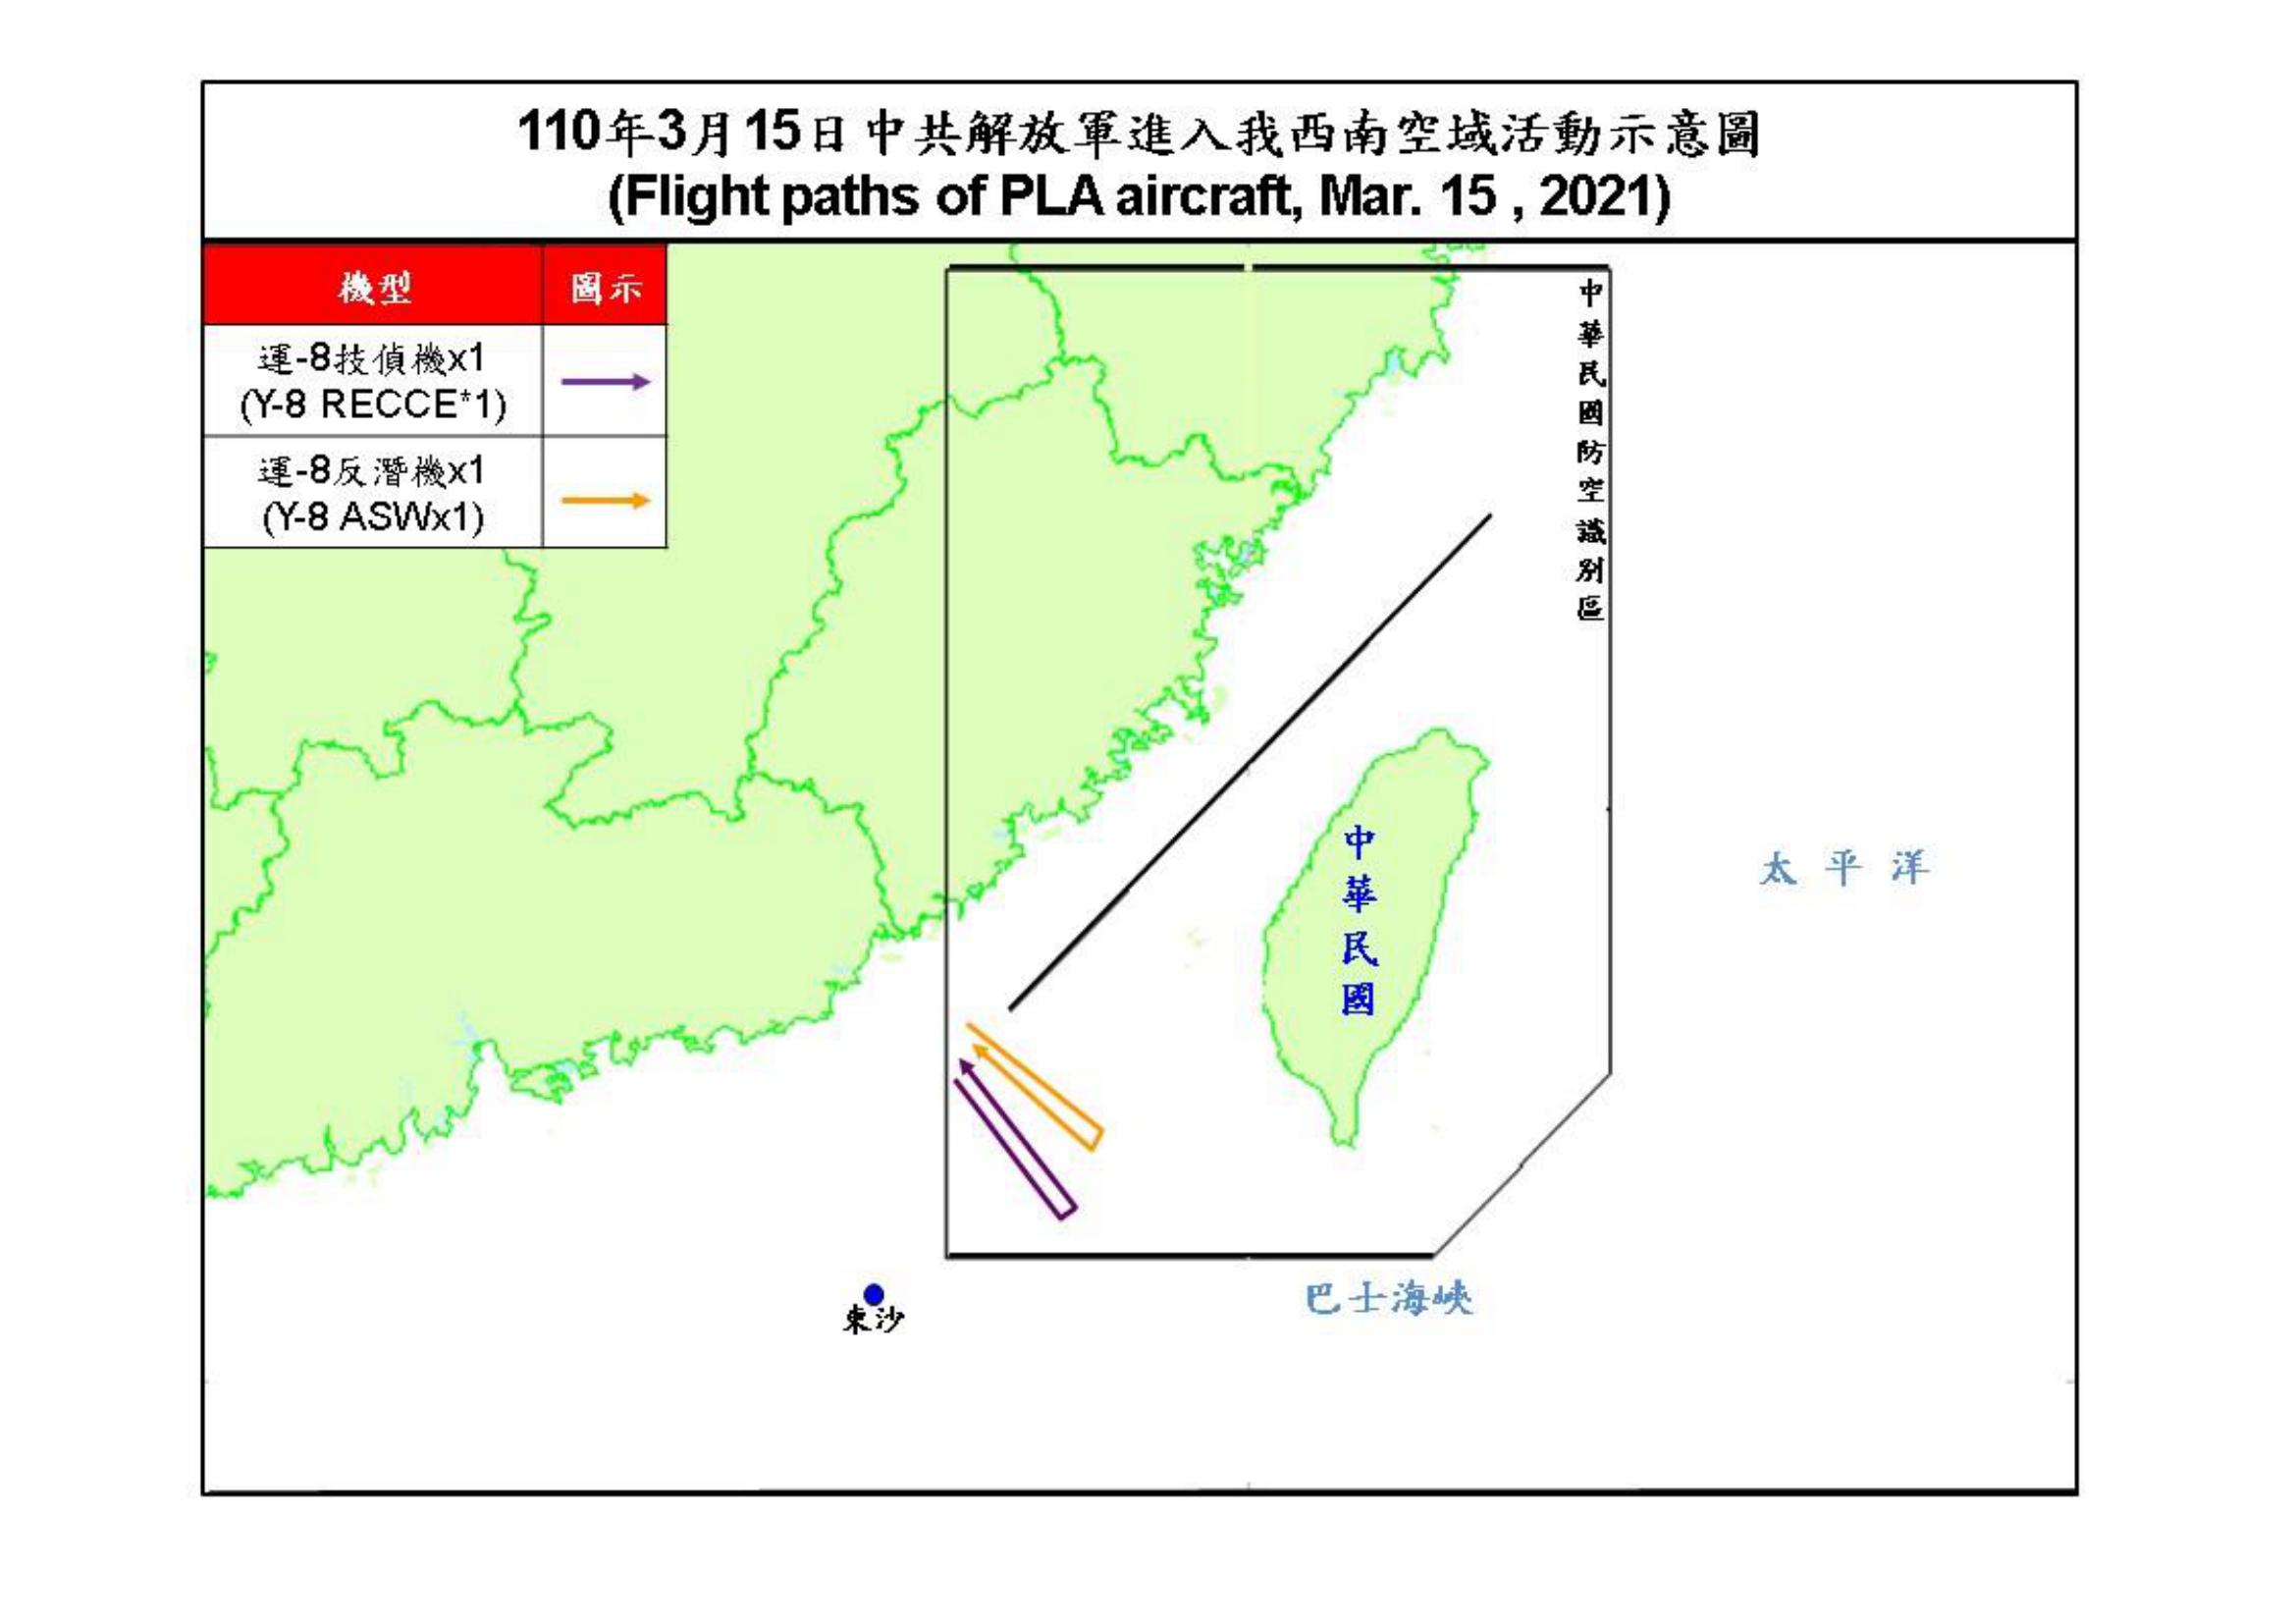 110年3月15日中共解放軍進入我西南空域活動示意圖
(Flight paths of PLA aircraft, Mar. 15 , 2021)
機型
圖示
運-8技偵機x1
(Y-8 RECCE*1)
運-8反潛機x1
(Y-8 ASWx1)
中華民國防空識別區
中華民國
太平洋
巴士海峽
東沙